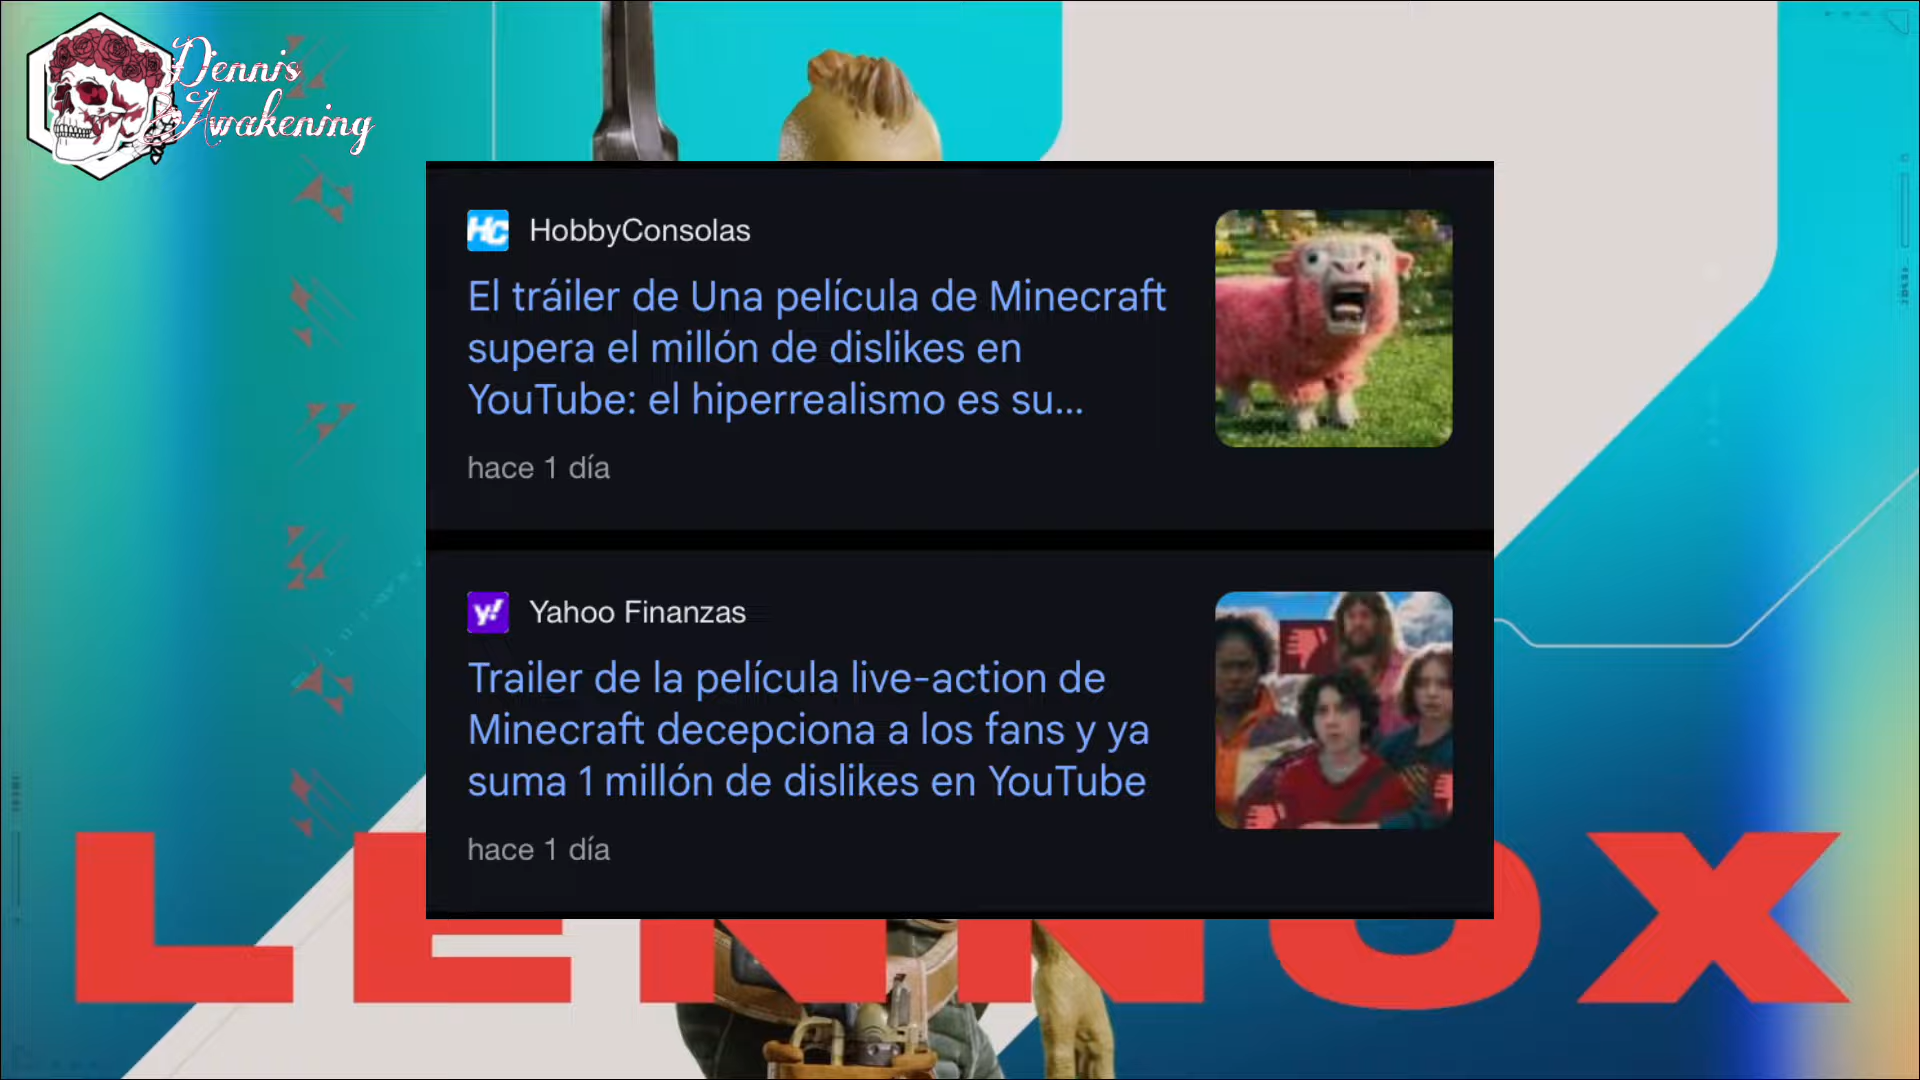 Dennis
Awakening
HobbyConsolas
El tráiler de Una película de Minecraft
supera el millón de dislikes en
YouTube: el hiperrealismo es su...
hace 1 día
y!
Yahoo Finanzas
Trailer de la película live-action de
Minecraft decepciona a los fans y ya
suma 1 millón de dislikes en YouTube
hace 1 día
HC
LENNOX